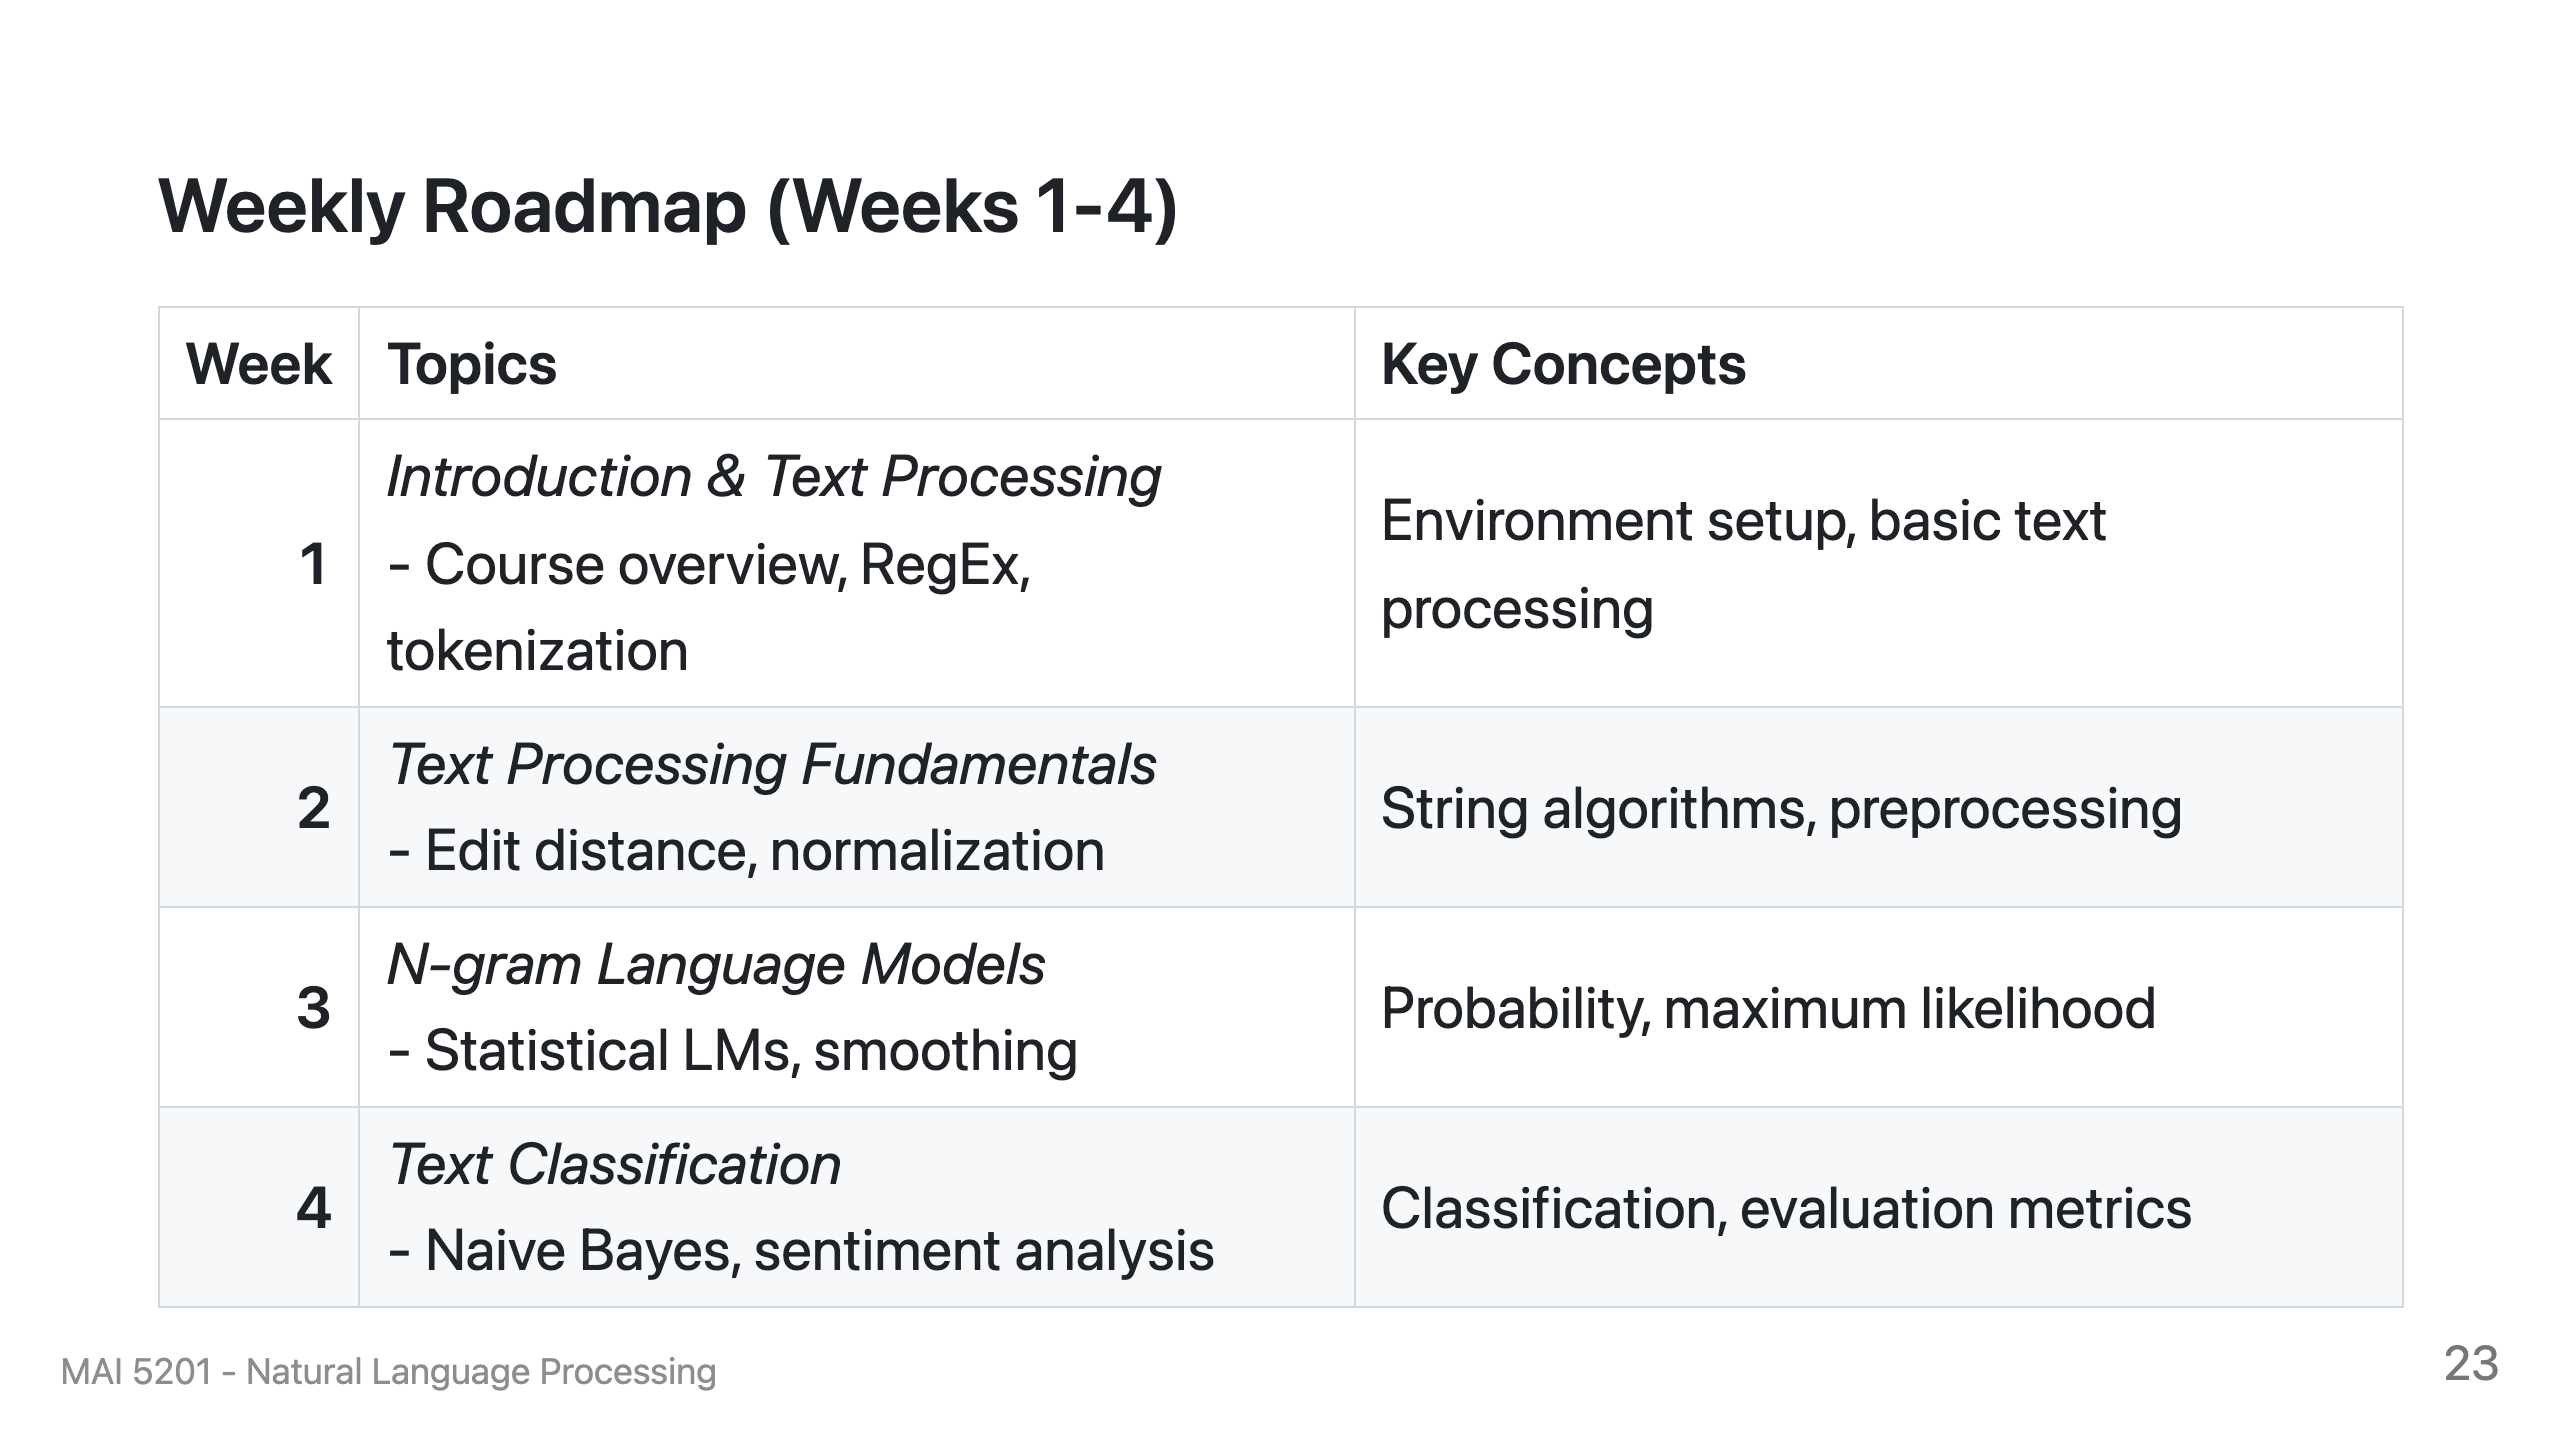 Weekly Roadmap (Weeks 1-4)
Week Topics Key Concepts
1
Introduction & Text Processing
- Course overview, RegEx,
tokenization
Environment setup, basic text
processing
2
Text Processing Fundamentals
- Edit distance, normalization
String algorithms, preprocessing
3
N-gram Language Models
- Statistical LMs, smoothing
Probability, maximum likelihood
4
Text Classification
- Naive Bayes, sentiment analysis
Classification, evaluation metrics
MAI 5201 - Natural Language Processing
23